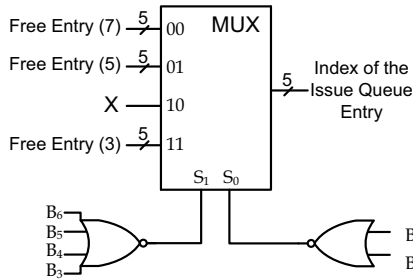 Free Entry (7) 5 00 MUX
Free Entry (5) 5 01
X 10
5 Index of the Issue Queue Entry
Free Entry (3) 5 11
S1 S0
B6
B5
B4
B3
B
B